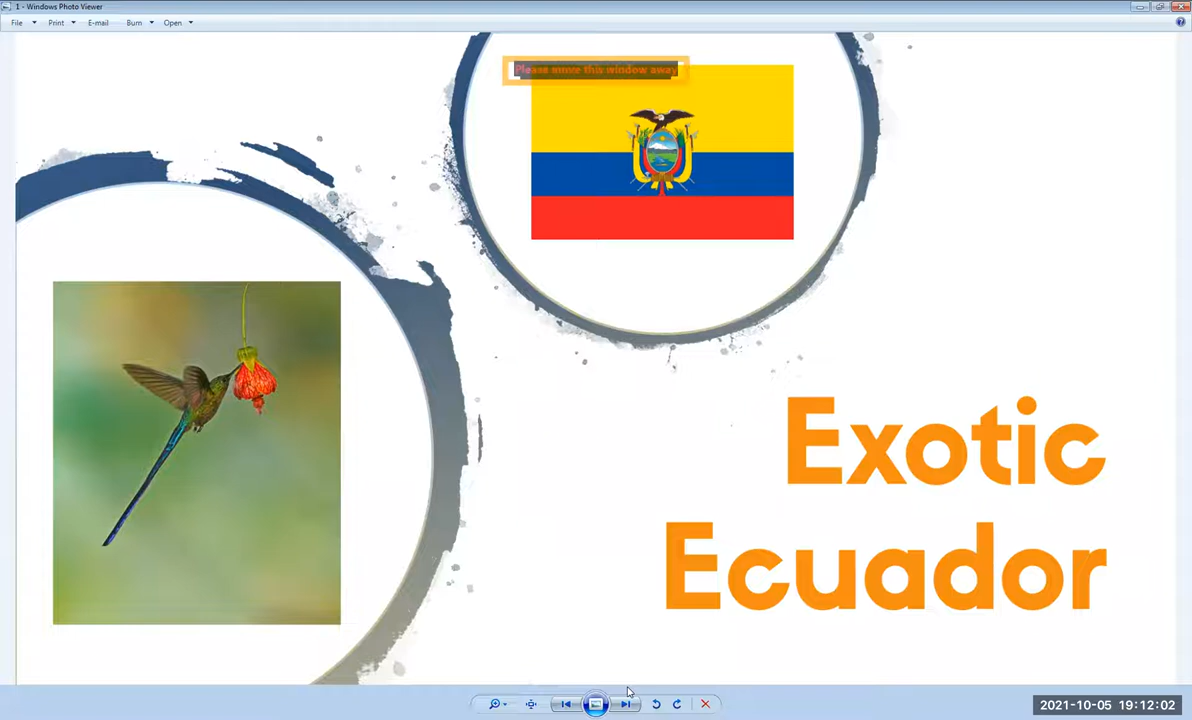 1 - Windows Photo Viewer
File Print E-mail Burn Open
Please move this window away
Exotic
Ecuador
2021-10-05 19:12:02